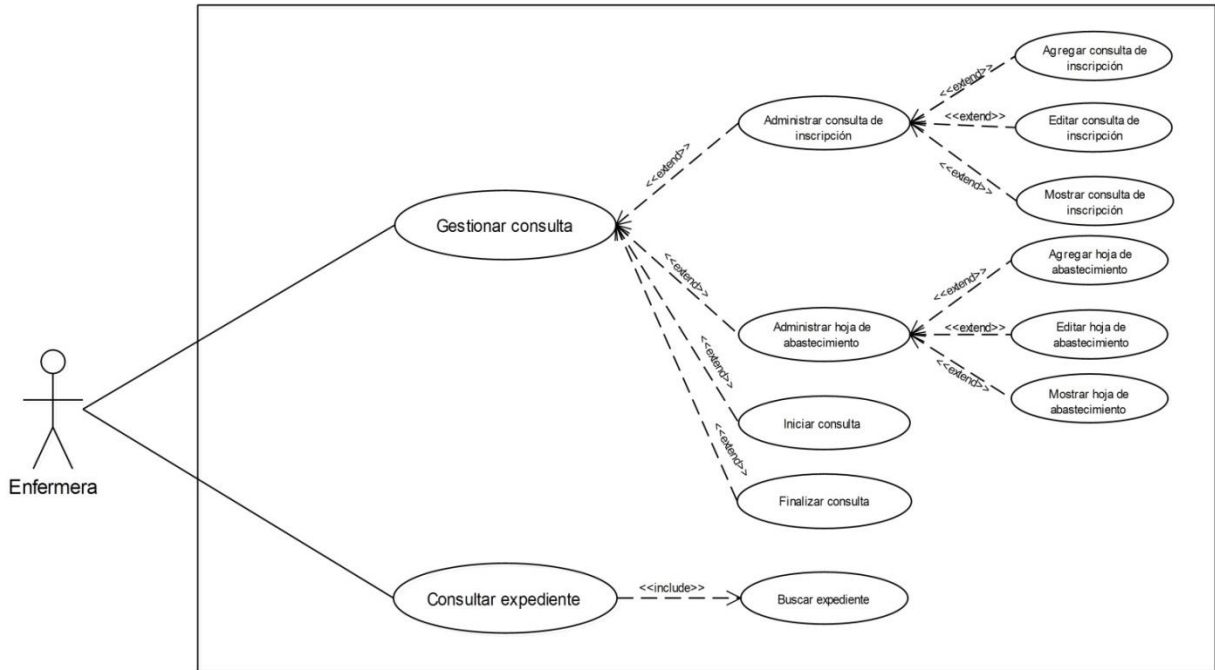 Agregar consulta de
inscripción
<<extend>>
Administrar consulta de
inscripción
<<extend>>
Editar consulta de
inscripción
<<extend>>
Mostrar consulta de
inscripción
<<extend>>
Gestionar consulta
Agregar hoja de
abastecimiento
<<extend>>
<<extend>>
Administrar hoja de
abastecimiento
<<extend>>
Editar hoja de
abastecimiento
<<extend>>
Mostrar hoja de
abastecimiento
<<extend>>
Iniciar consulta
<<extend>>
Finalizar consulta
Enfermera
Consultar expediente
<<include>>
Buscar expediente